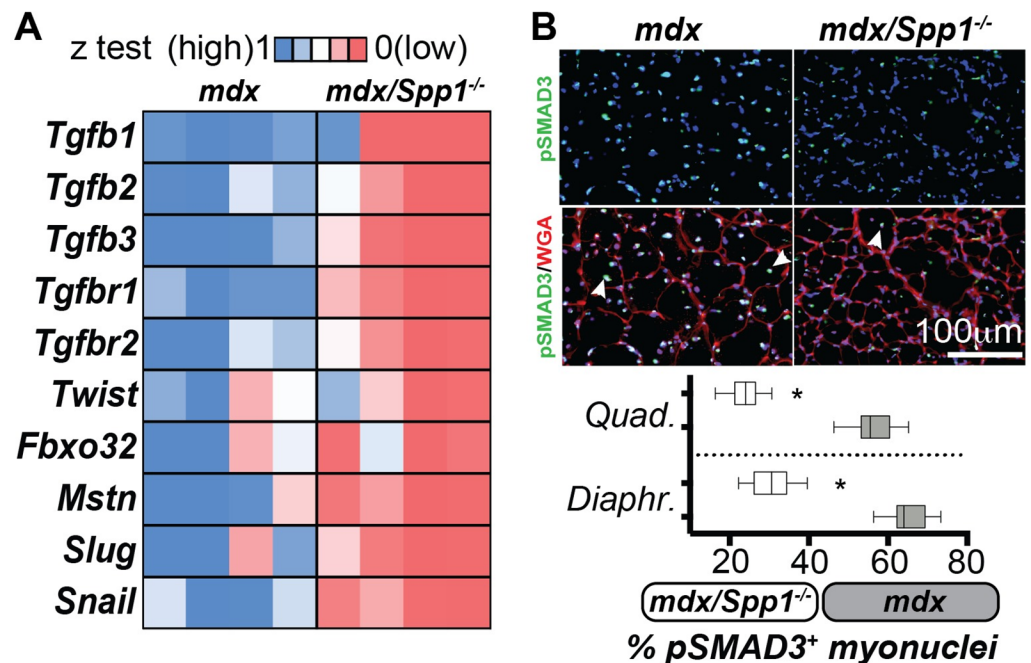 A
z test (high)1 0(low)
mdx mdx/Spp1-/-
Tgfb1
Tgfb2
Tgfb3
Tgfbr1
Tgfbr2
Twist
Fbxo32
Mstn
Slug
Snail
B
mdx mdx/Spp1-/-
pSMAD3
pSMAD3/WGA
100μm
Quad. *
Diaphr. *
20 40 60 80
mdx/Spp1-/- mdx
% pSMAD3+ myonuclei